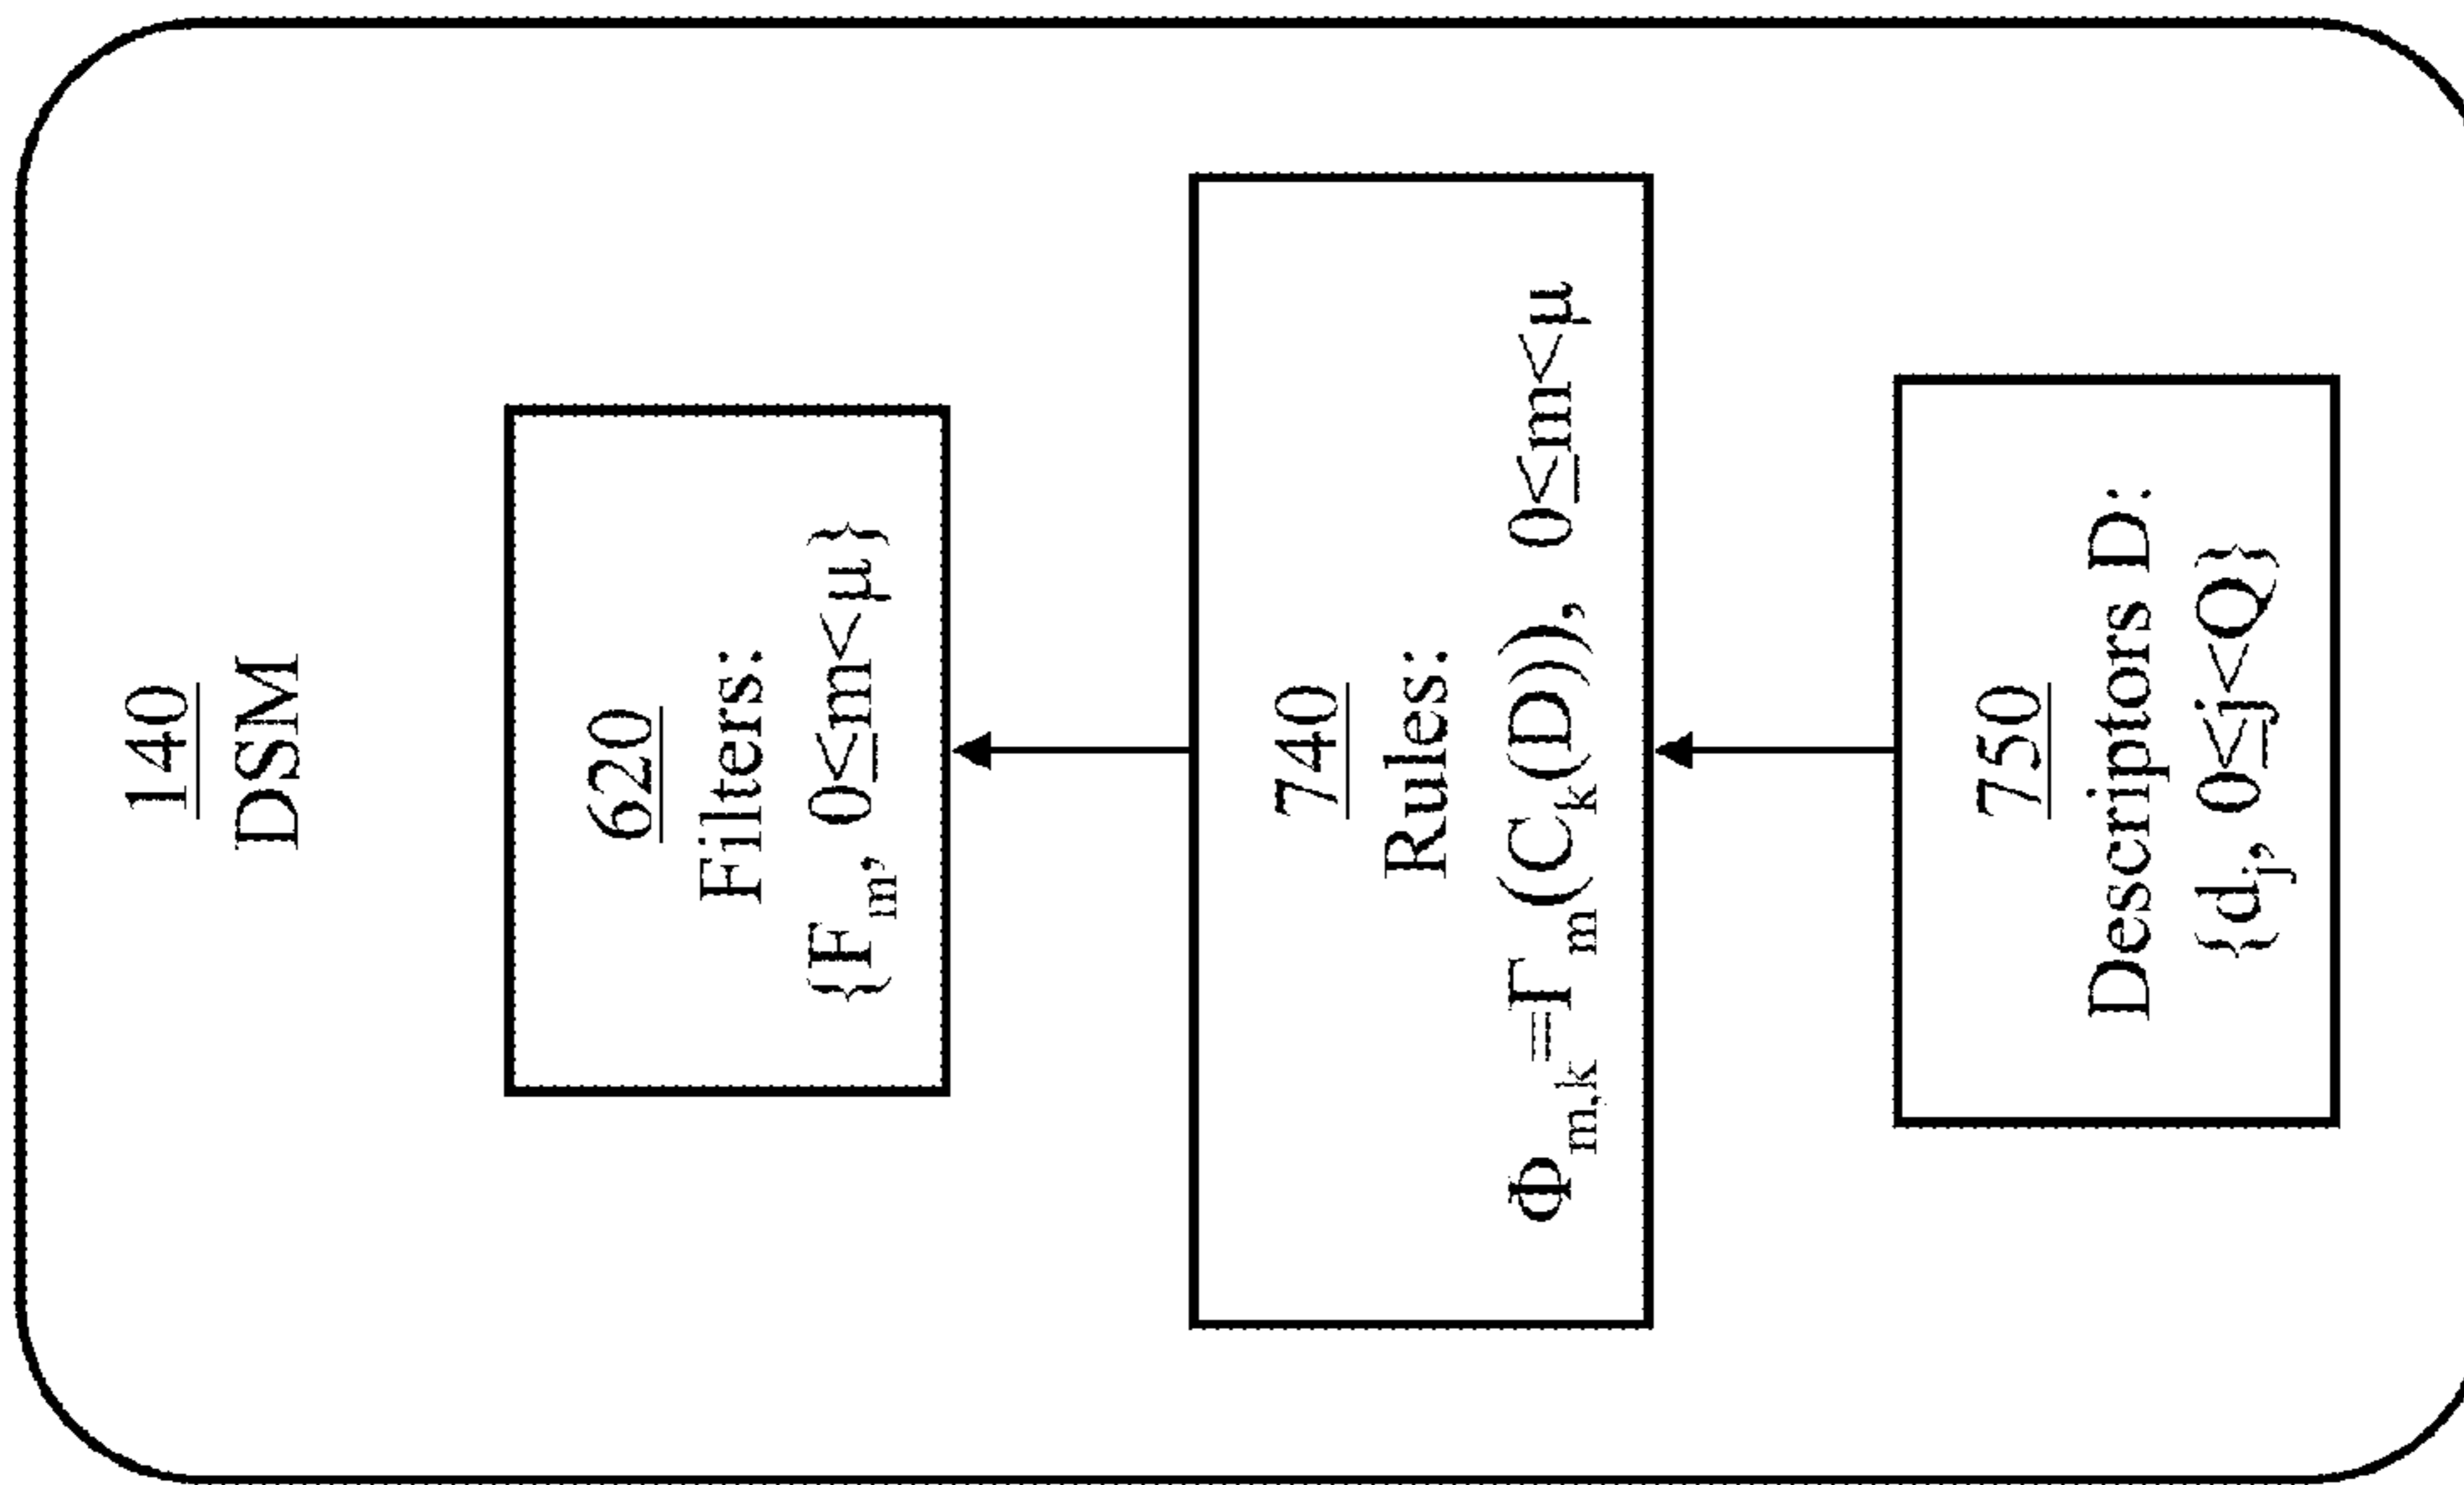 140
DSM
620
Filters:
{Fm, 0≤m<μ}
740
Rules:
Φm,k=Γm(Ck(D)), 0≤m<μ
750
Descriptors D:
{dj, 0≤j<Q}